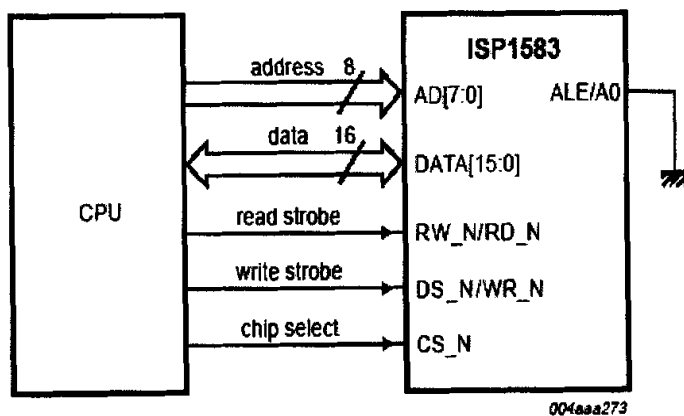 ISP1583
address 8
AD[7:0]
ALE/A0
data 16
DATA[15:0]
CPU
read strobe
RW_N/RD_N
write strobe
DS_N/WR_N
chip select
CS_N
004aaa273